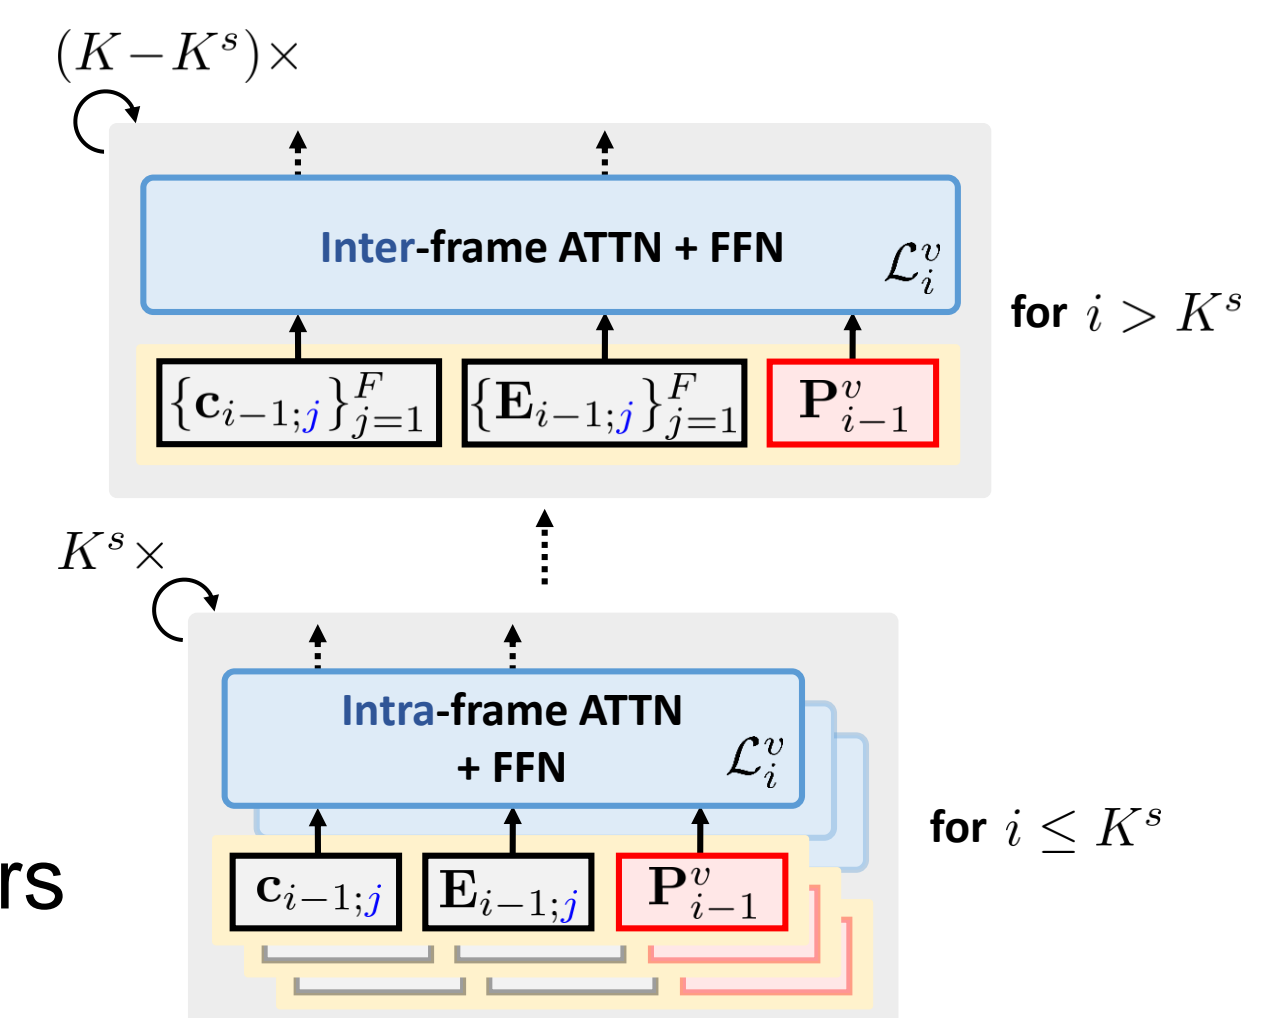 (K−K^s)×
Inter-frame ATTN + FFN
ℒ_i^v
for i > K^s
{c_{i−1;j}}_{j=1}^F {E_{i−1;j}}_{j=1}^F P_{i−1}^v
K^s×
Intra-frame ATTN
+ FFN
ℒ_i^v
for i ≤ K^s
c_{i−1;j} E_{i−1;j} P_{i−1}^v
rs